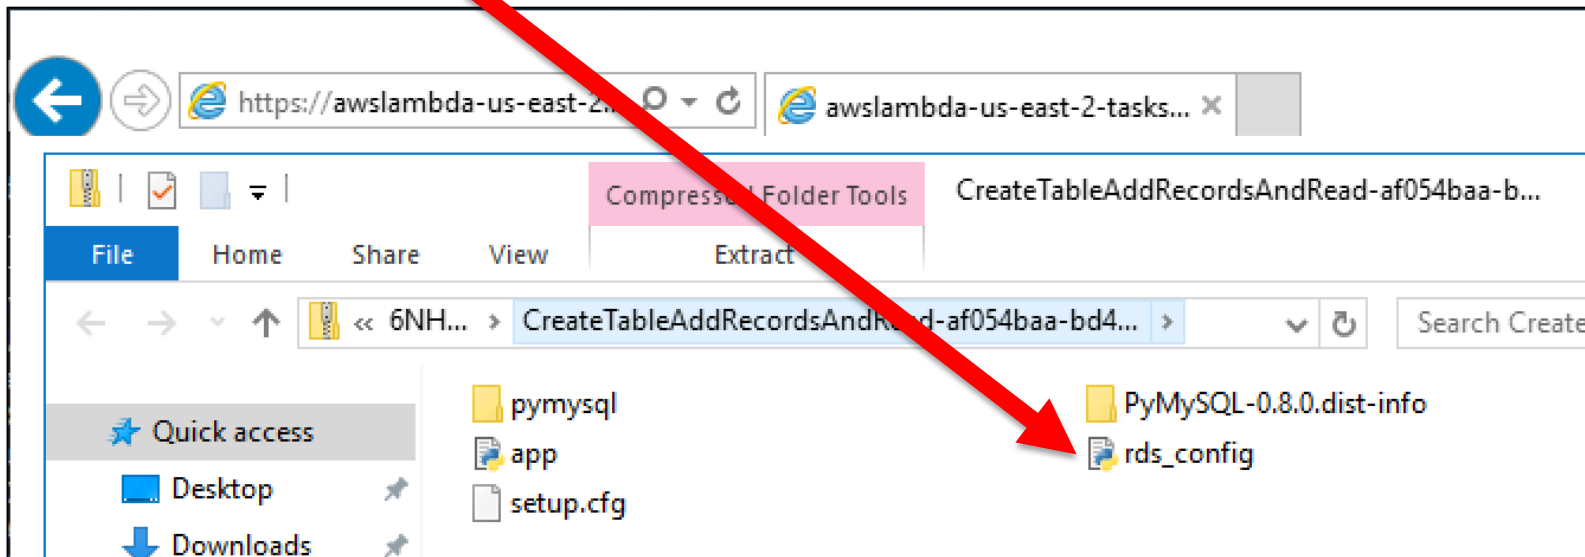 https://awslambda-us-east-2...
awslambda-us-east-2-tasks...
Compressed Folder Tools
CreateTableAddRecordsAndRead-af054baa-b...
File Home Share View Extract
« 6NH... > CreateTableAddRecordsAndRead-af054baa-bd4... >
Search Create
Quick access
pymysql
PyMySQL-0.8.0.dist-info
app
rds_config
Desktop
setup.cfg
Downloads